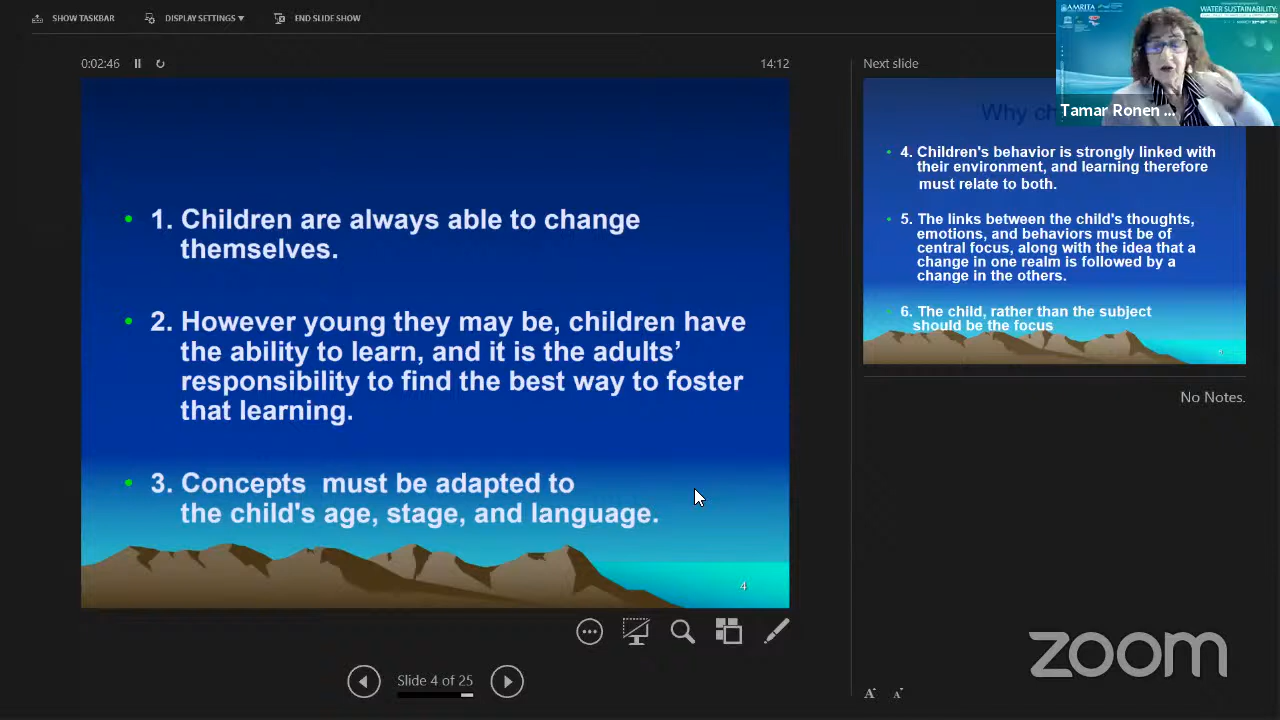 SHOW TASKBAR
DISPLAY SETTINGS ▼
END SLIDE SHOW
0:02:46
14:12
• 1. Children are always able to change
themselves.
• 2. However young they may be, children have
the ability to learn, and it is the adults’
responsibility to find the best way to foster
that learning.
• 3. Concepts  must be adapted to
the child's age, stage, and language.
4
Slide 4 of 25
Next slide
Why
• 4. Children's behavior is strongly linked with
their environment, and learning therefore
must relate to both.
• 5. The links between the child's thoughts,
emotions, and behaviors must be of
central focus, along with the idea that a
change in one realm is followed by a
change in the others.
• 6. The child, rather than the subject
should be the focus
No Notes.
A A
AMRITA
WATER SUSTAINABILITY:
Tamar Ronen ...
zoom